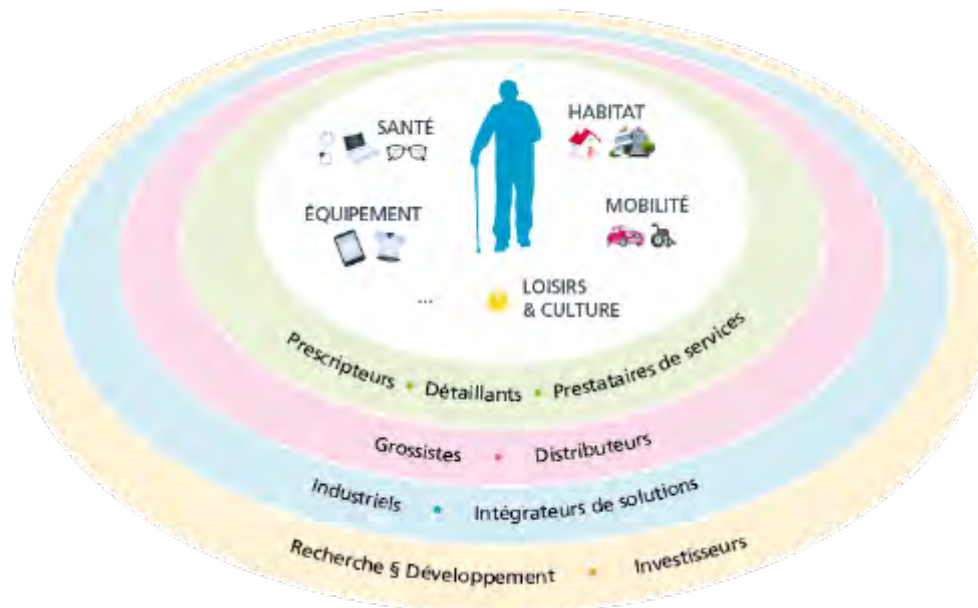 SANTÉ
HABITAT
ÉQUIPEMENT
MOBILITÉ
...
LOISIRS
& CULTURE
Prescripteurs • Détaillants • Prestataires de services
Grossistes • Distributeurs
Industriels • Intégrateurs de solutions
Recherche § Développement • Investisseurs